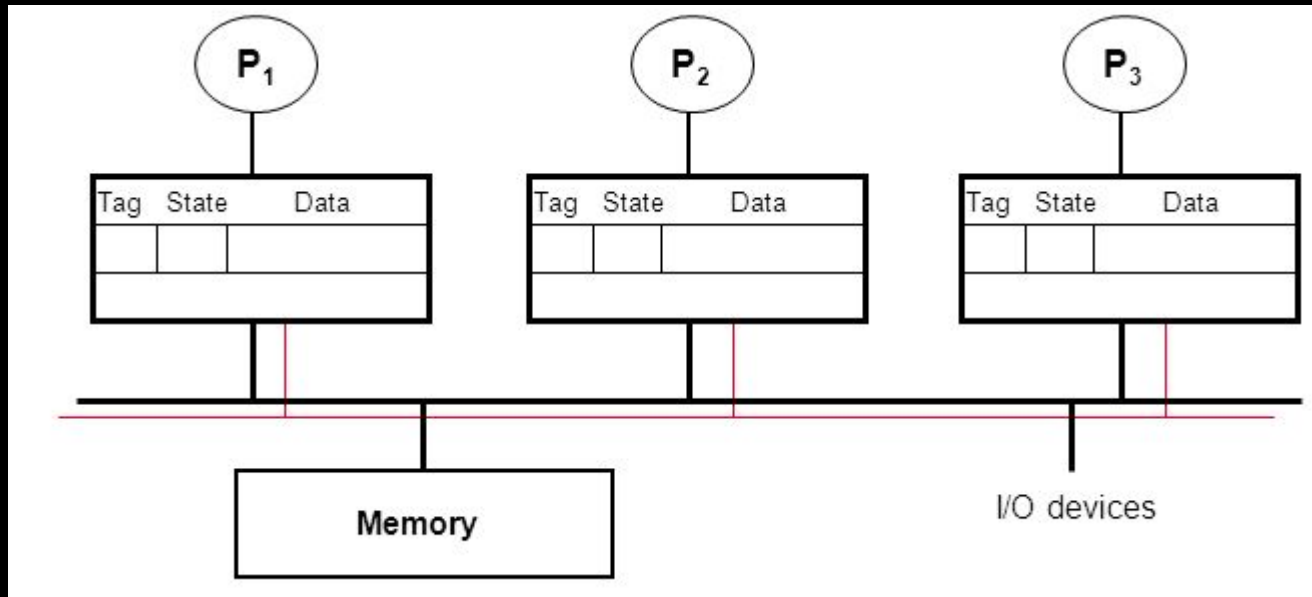 P₁ P₂ P₃
Tag State Data Tag State Data Tag State Data
Memory
I/O devices